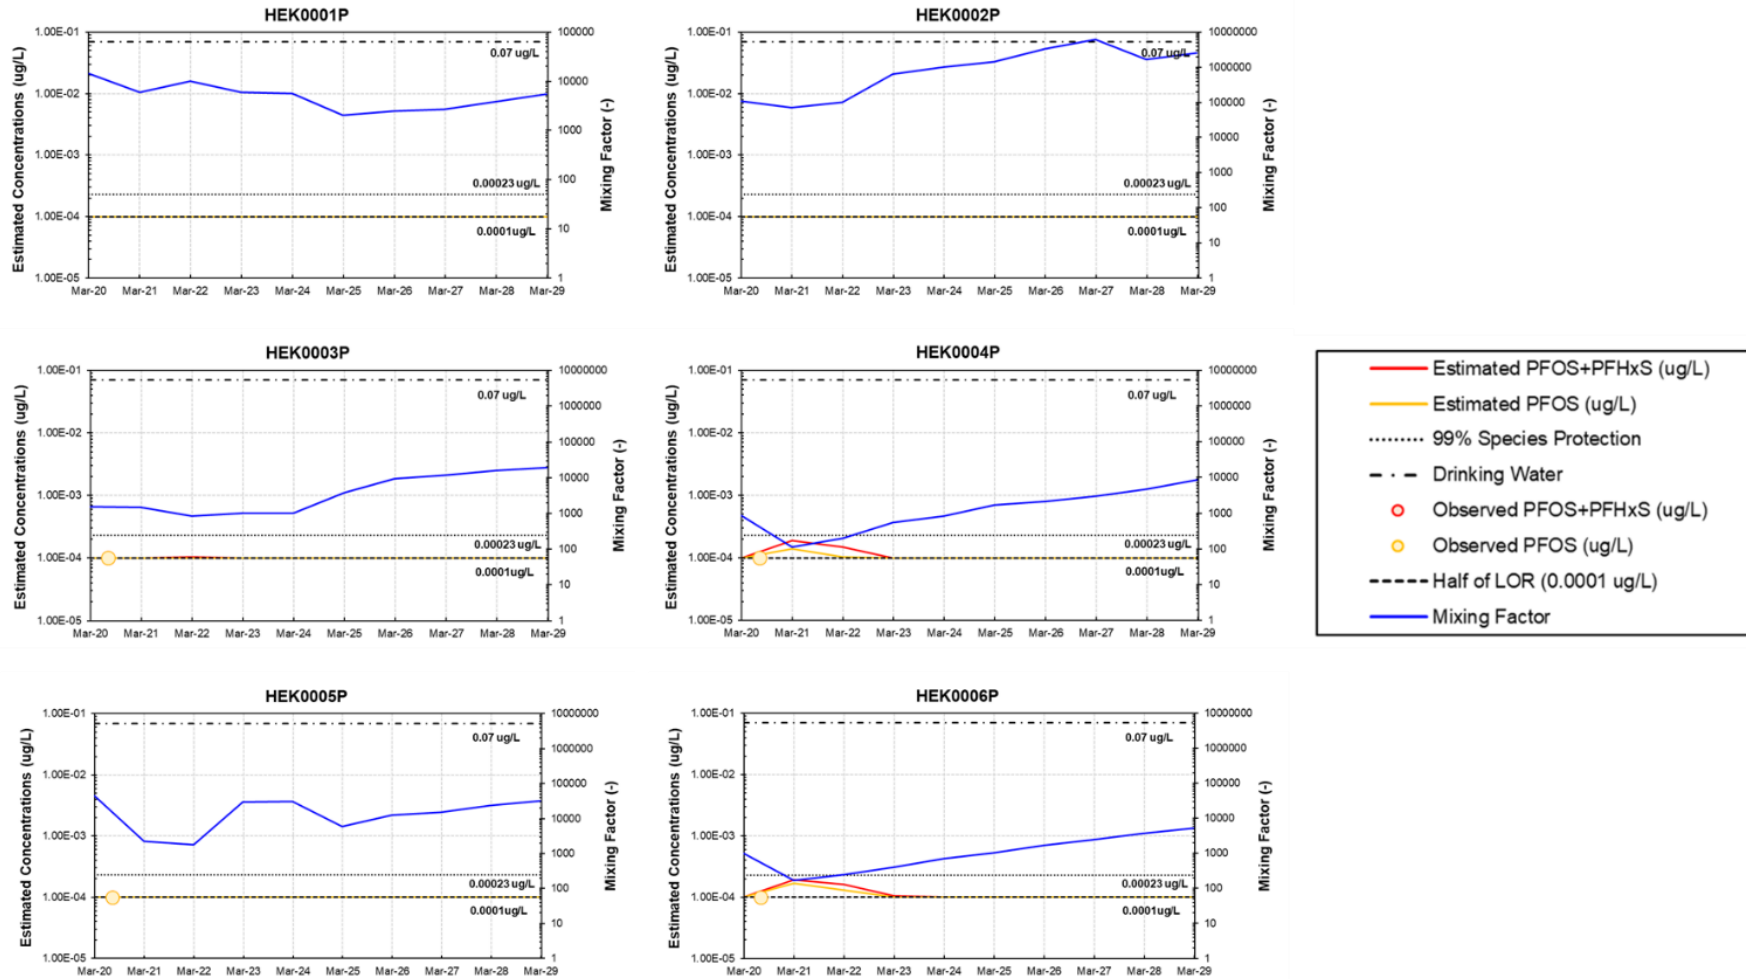 HEK0001P
Estimated Concentrations (ug/L)
1.00E-01
1.00E-02
1.00E-03
1.00E-04
1.00E-05
0.07 ug/L
0.00023 ug/L
0.0001ug/L
100000
10000
1000
100
10
1
Mixing Factor (-)
Mar-20 Mar-21 Mar-22 Mar-23 Mar-24 Mar-25 Mar-26 Mar-27 Mar-28 Mar-29
HEK0002P
Estimated Concentrations (ug/L)
1.00E-01
1.00E-02
1.00E-03
1.00E-04
1.00E-05
0.07 ug/L
0.00023 ug/L
0.0001ug/L
10000000
1000000
100000
10000
1000
100
10
1
Mixing Factor (-)
Mar-20 Mar-21 Mar-22 Mar-23 Mar-24 Mar-25 Mar-26 Mar-27 Mar-28 Mar-29
HEK0003P
Estimated Concentrations (ug/L)
1.00E-01
1.00E-02
1.00E-03
1.00E-04
1.00E-05
0.07 ug/L
0.00023 ug/L
0.0001ug/L
10000000
1000000
100000
10000
1000
100
10
1
Mixing Factor (-)
Mar-20 Mar-21 Mar-22 Mar-23 Mar-24 Mar-25 Mar-26 Mar-27 Mar-28 Mar-29
HEK0004P
Estimated Concentrations (ug/L)
1.00E-01
1.00E-02
1.00E-03
1.00E-04
1.00E-05
0.07 ug/L
0.00023 ug/L
0.0001ug/L
10000000
1000000
100000
10000
1000
100
10
1
Mixing Factor (-)
Mar-20 Mar-21 Mar-22 Mar-23 Mar-24 Mar-25 Mar-26 Mar-27 Mar-28 Mar-29
Estimated PFOS+PFHxS (ug/L)
Estimated PFOS (ug/L)
99% Species Protection
Drinking Water
Observed PFOS+PFHxS (ug/L)
Observed PFOS (ug/L)
Half of LOR (0.0001 ug/L)
Mixing Factor
HEK0005P
Estimated Concentrations (ug/L)
1.00E-01
1.00E-02
1.00E-03
1.00E-04
1.00E-05
0.07 ug/L
0.00023 ug/L
0.0001ug/L
10000000
1000000
100000
10000
1000
100
10
1
Mixing Factor (-)
Mar-20 Mar-21 Mar-22 Mar-23 Mar-24 Mar-25 Mar-26 Mar-27 Mar-28 Mar-29
HEK0006P
Estimated Concentrations (ug/L)
1.00E-01
1.00E-02
1.00E-03
1.00E-04
1.00E-05
0.07 ug/L
0.00023 ug/L
0.0001ug/L
10000000
1000000
100000
10000
1000
100
10
1
Mixing Factor (-)
Mar-20 Mar-21 Mar-22 Mar-23 Mar-24 Mar-25 Mar-26 Mar-27 Mar-28 Mar-29